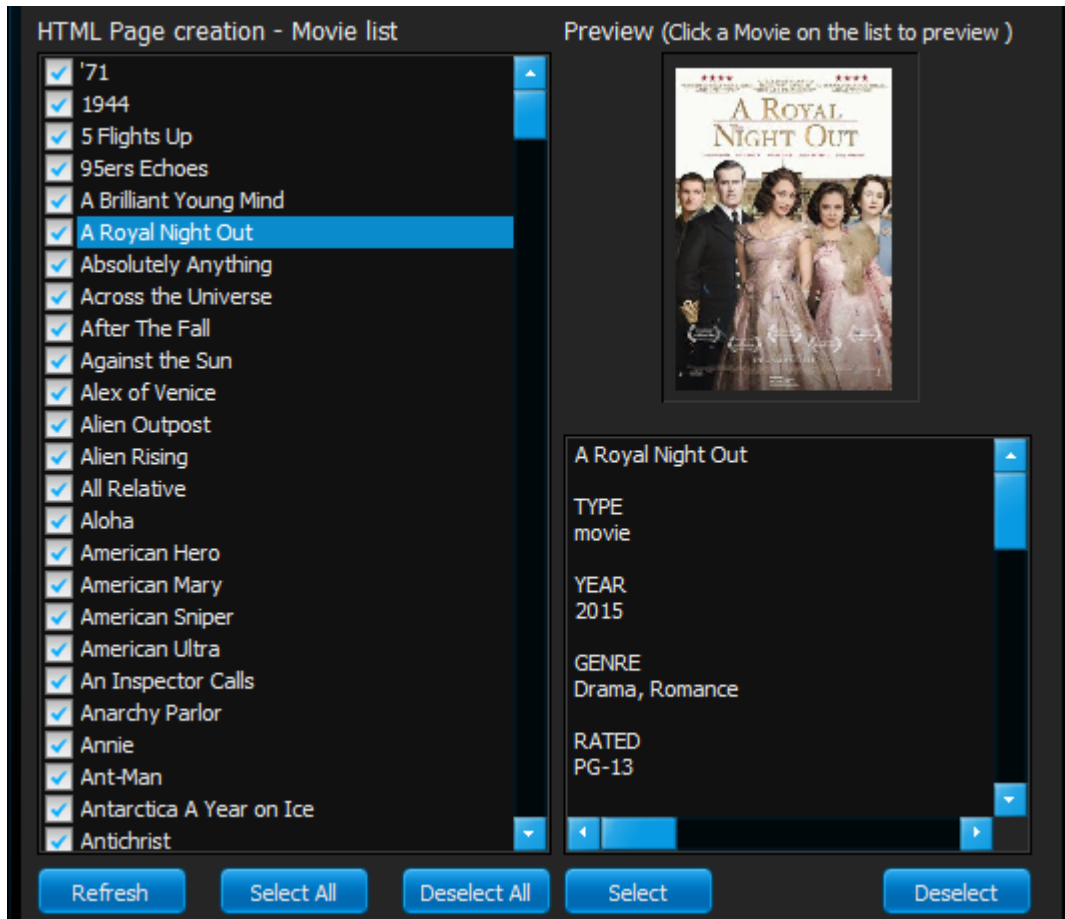 HTML Page creation - Movie list
'71
1944
5 Flights Up
95ers Echoes
A Brilliant Young Mind
A Royal Night Out
Absolutely Anything
Across the Universe
After The Fall
Against the Sun
Alex of Venice
Alien Outpost
Alien Rising
All Relative
Aloha
American Hero
American Mary
American Sniper
American Ultra
An Inspector Calls
Anarchy Parlor
Annie
Ant-Man
Antarctica A Year on Ice
Antichrist
Refresh
Select All
Deselect All
Preview (Click a Movie on the list to preview )
A ROYAL
NIGHT OUT
A Royal Night Out
TYPE
movie
YEAR
2015
GENRE
Drama, Romance
RATED
PG-13
Select
Deselect